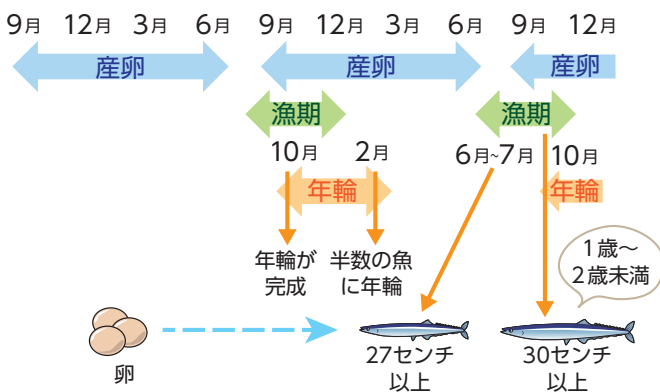 9月 12月 3月 6月 9月 12月 3月 6月 9月 12月
産卵 産卵 産卵
漁期 漁期
10月 2月 6月~7月 10月
年輪 年輪
年輪が
完成
半数の魚
に年輪
1歳〜
2歳未満
卵
27センチ
以上
30センチ
以上